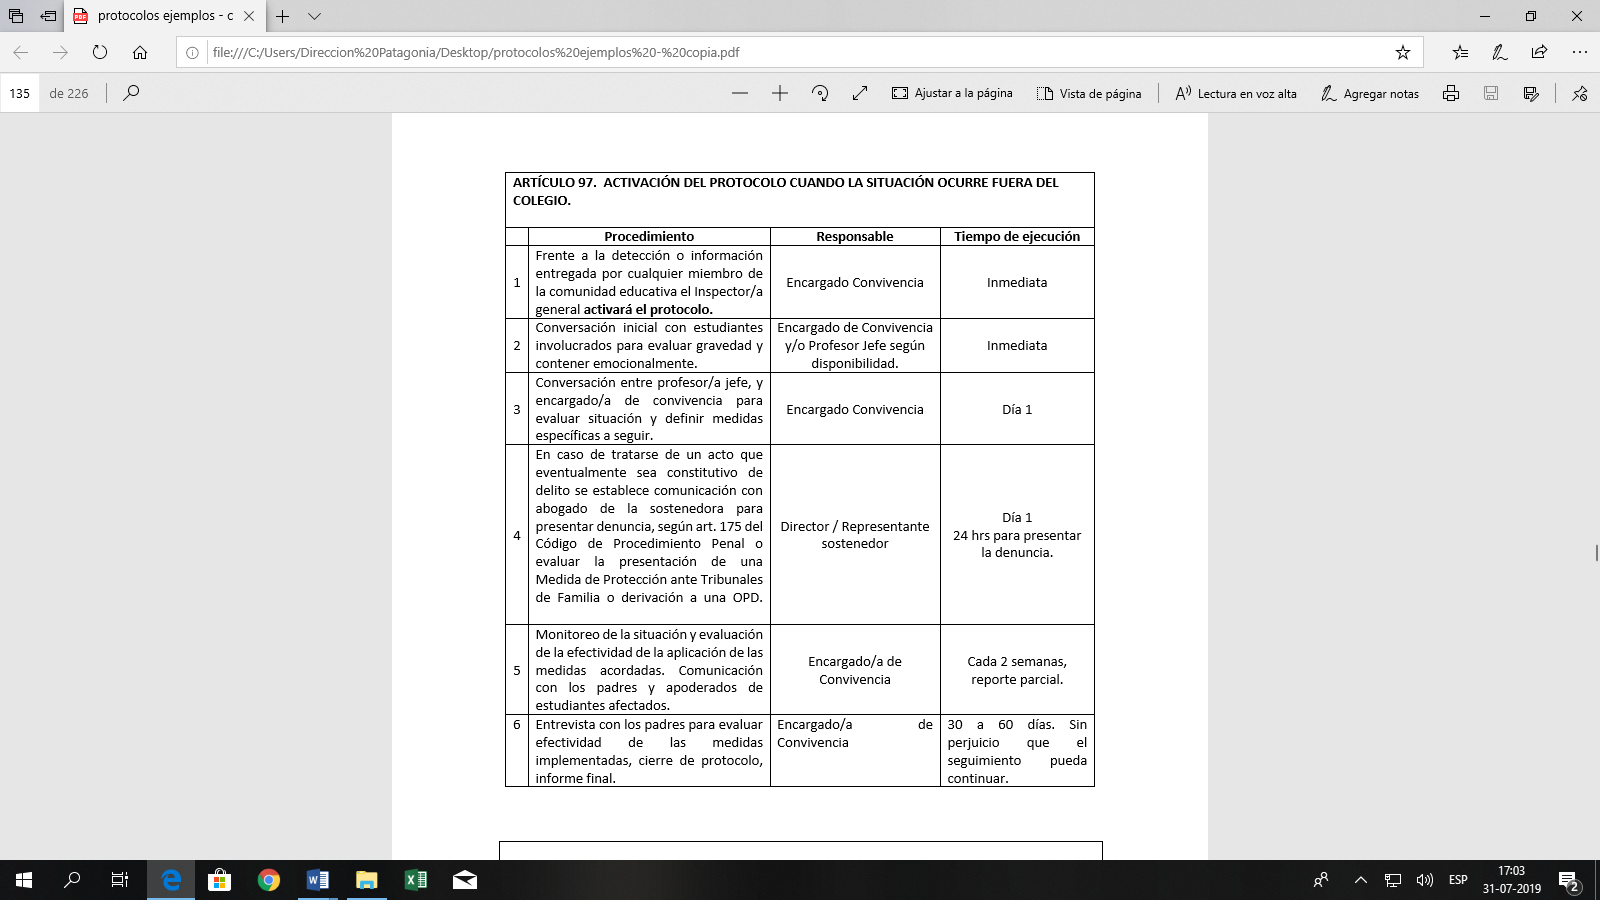 protocolos ejemplos - c
file:///C:/Users/Direccion%20Patagonia/Desktop/protocolos%20ejemplos%20-%20copia.pdf
135 de 226
Ajustar a la página
Vista de página
Lectura en voz alta
Agregar notas
ARTÍCULO 97. ACTIVACIÓN DEL PROTOCOLO CUANDO LA SITUACIÓN OCURRE FUERA DEL
COLEGIO.
Procedimiento
Responsable
Tiempo de ejecución
1
Frente a la detección o información
entregada por cualquier miembro de
la comunidad educativa el Inspector/a
general activará el protocolo.
Encargado Convivencia
Inmediata
2
Conversación inicial con estudiantes
involucrados para evaluar gravedad y
contener emocionalmente.
Encargado de Convivencia
y/o Profesor Jefe según
disponibilidad.
Inmediata
3
Conversación entre profesor/a jefe, y
encargado/a de convivencia para
evaluar situación y definir medidas
específicas a seguir.
Encargado Convivencia
Día 1
4
En caso de tratarse de un acto que
eventualmente sea constitutivo de
delito se establece comunicación con
abogado de la sostenedora para
presentar denuncia, según art. 175 del
Código de Procedimiento Penal o
evaluar la presentación de una
Medida de Protección ante Tribunales
de Familia o derivación a una OPD.
Director / Representante
sostenedor
Día 1
24 hrs para presentar
la denuncia.
5
Monitoreo de la situación y evaluación
de la efectividad de la aplicación de las
medidas acordadas. Comunicación
con los padres y apoderados de
estudiantes afectados.
Encargado/a de
Convivencia
Cada 2 semanas,
reporte parcial.
6
Entrevista con los padres para evaluar
efectividad de las medidas
implementadas, cierre de protocolo,
informe final.
Encargado/a de
Convivencia
30 a 60 días. Sin
perjuicio que el
seguimiento pueda
continuar.
ESP
17:03
31-07-2019
2